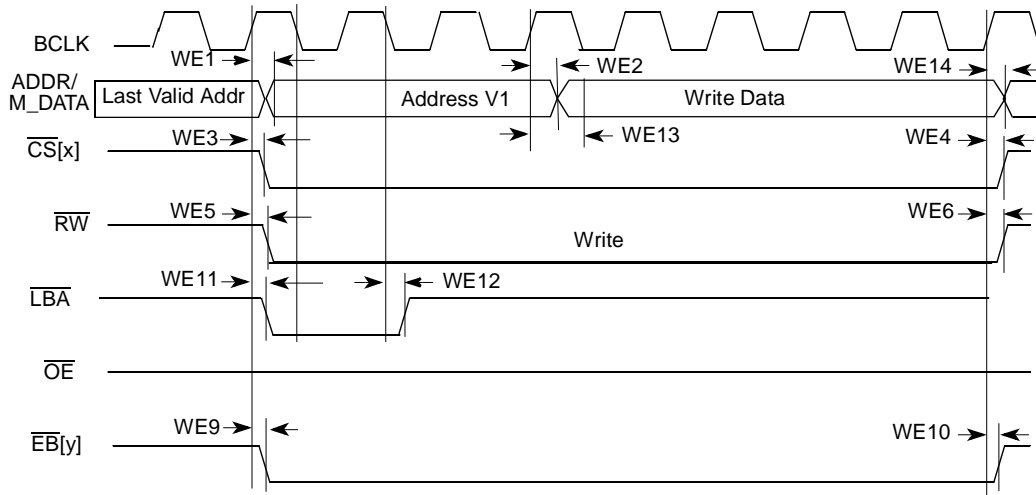 BCLK
WE1
WE2
WE14
ADDR/
M_DATA
Last Valid Addr
Address V1
Write Data
WE3
WE13
WE4
CS[x]
WE5
WE6
RW
Write
WE11
WE12
LBA
OE
WE9
WE10
EB[y]